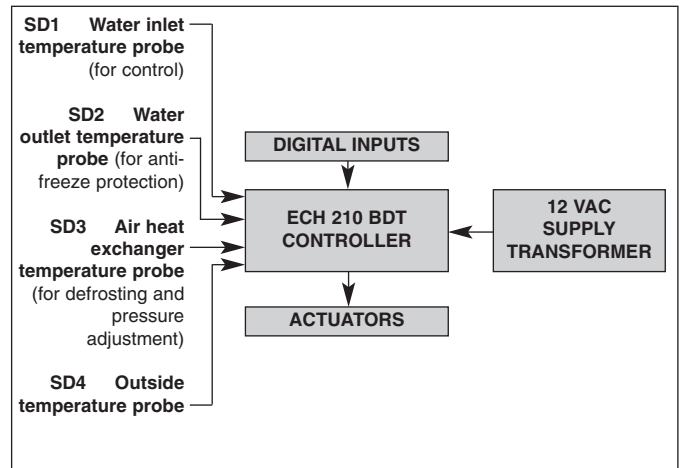 SD1 Water inlet
temperature probe
(for control)
SD2 Water
outlet temperature
probe (for anti-
freeze protection)
SD3 Air heat
exchanger
temperature probe
(for defrosting and
pressure
adjustment)
SD4 Outside
temperature probe
DIGITAL INPUTS
ECH 210 BDT
CONTROLLER
ACTUATORS
12 VAC
SUPPLY
TRANSFORMER